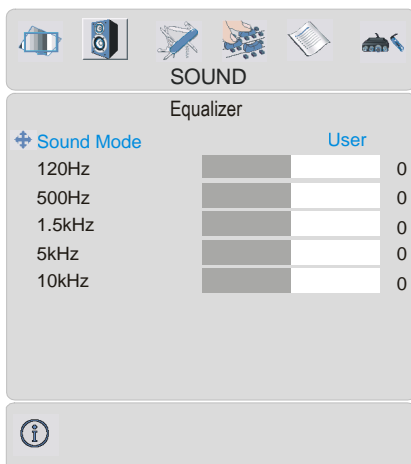 SOUND
Equalizer
Sound Mode User
120Hz 0
500Hz 0
1.5kHz 0
5kHz 0
10kHz 0